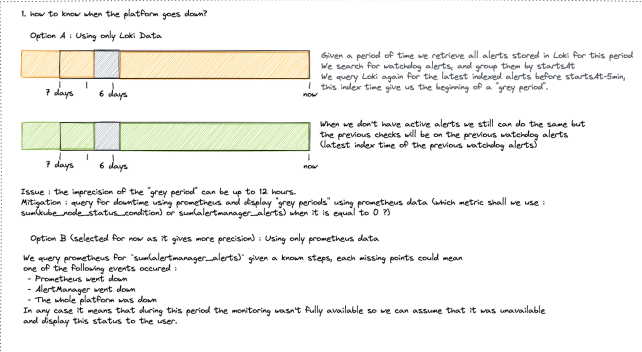 1. how to know when the platform goes down?
Option A : Using only Loki Data
Given a period of time we retrieve all alerts stored in Loki for this period
We search for watchdog alerts, and group them by startsAt
We query Loki again for the latest indexed alerts before startsAt-5min,
this index time give us the beginning of a "grey period".
7 days
6 days
now
When we don't have active alerts we still can do the same but
the previous checks will be on the previous watchdog alerts
(latest index time of the previous watchdog alerts)
7 days
6 days
now
Issue : the imprecision of the "grey period" can be up to 12 hours.
Mitigation : query for downtime using prometheus and display "grey periods" using prometheus data (which metric shall we use :
sum(kube_node_status_condition) or sum(alertmanager_alerts) when it is equal to 0 ?)
Option B (selected for now as it gives more precision) : Using only prometheus data
We query prometheus for `sum(alertmanager_alerts)` given a known steps, each missing points could mean
one of the following events occured :
- Prometheus went down
- AlertManager went down
- The whole platform was down
In any case it means that during this period the monitoring wasn't fully available so we can assume that it was unavailable
and display this status to the user.